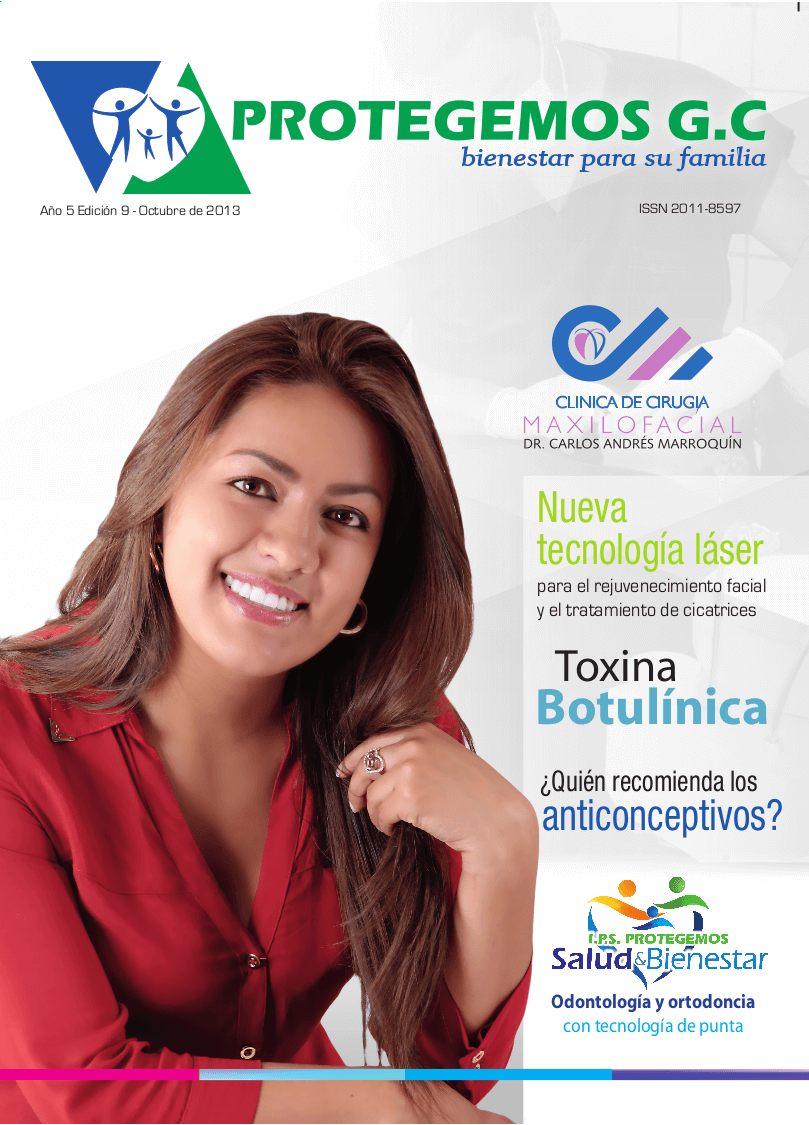 PROTEGEMOS G.C
bienestar para su familia
Año 5 Edición 9 - Octubre de 2013
ISSN 2011-8597
CLINICA DE CIRUGIA
MAXILOFACIAL
DR. CARLOS ANDRÉS MARROQUÍN
Nueva
tecnología láser
para el rejuvenecimiento facial
y el tratamiento de cicatrices
Toxina
Botulínica
¿Quién recomienda los
anticonceptivos?
I.P.S. PROTEGEMOS
Salud&Bienestar
Odontología y ortodoncia
con tecnología de punta